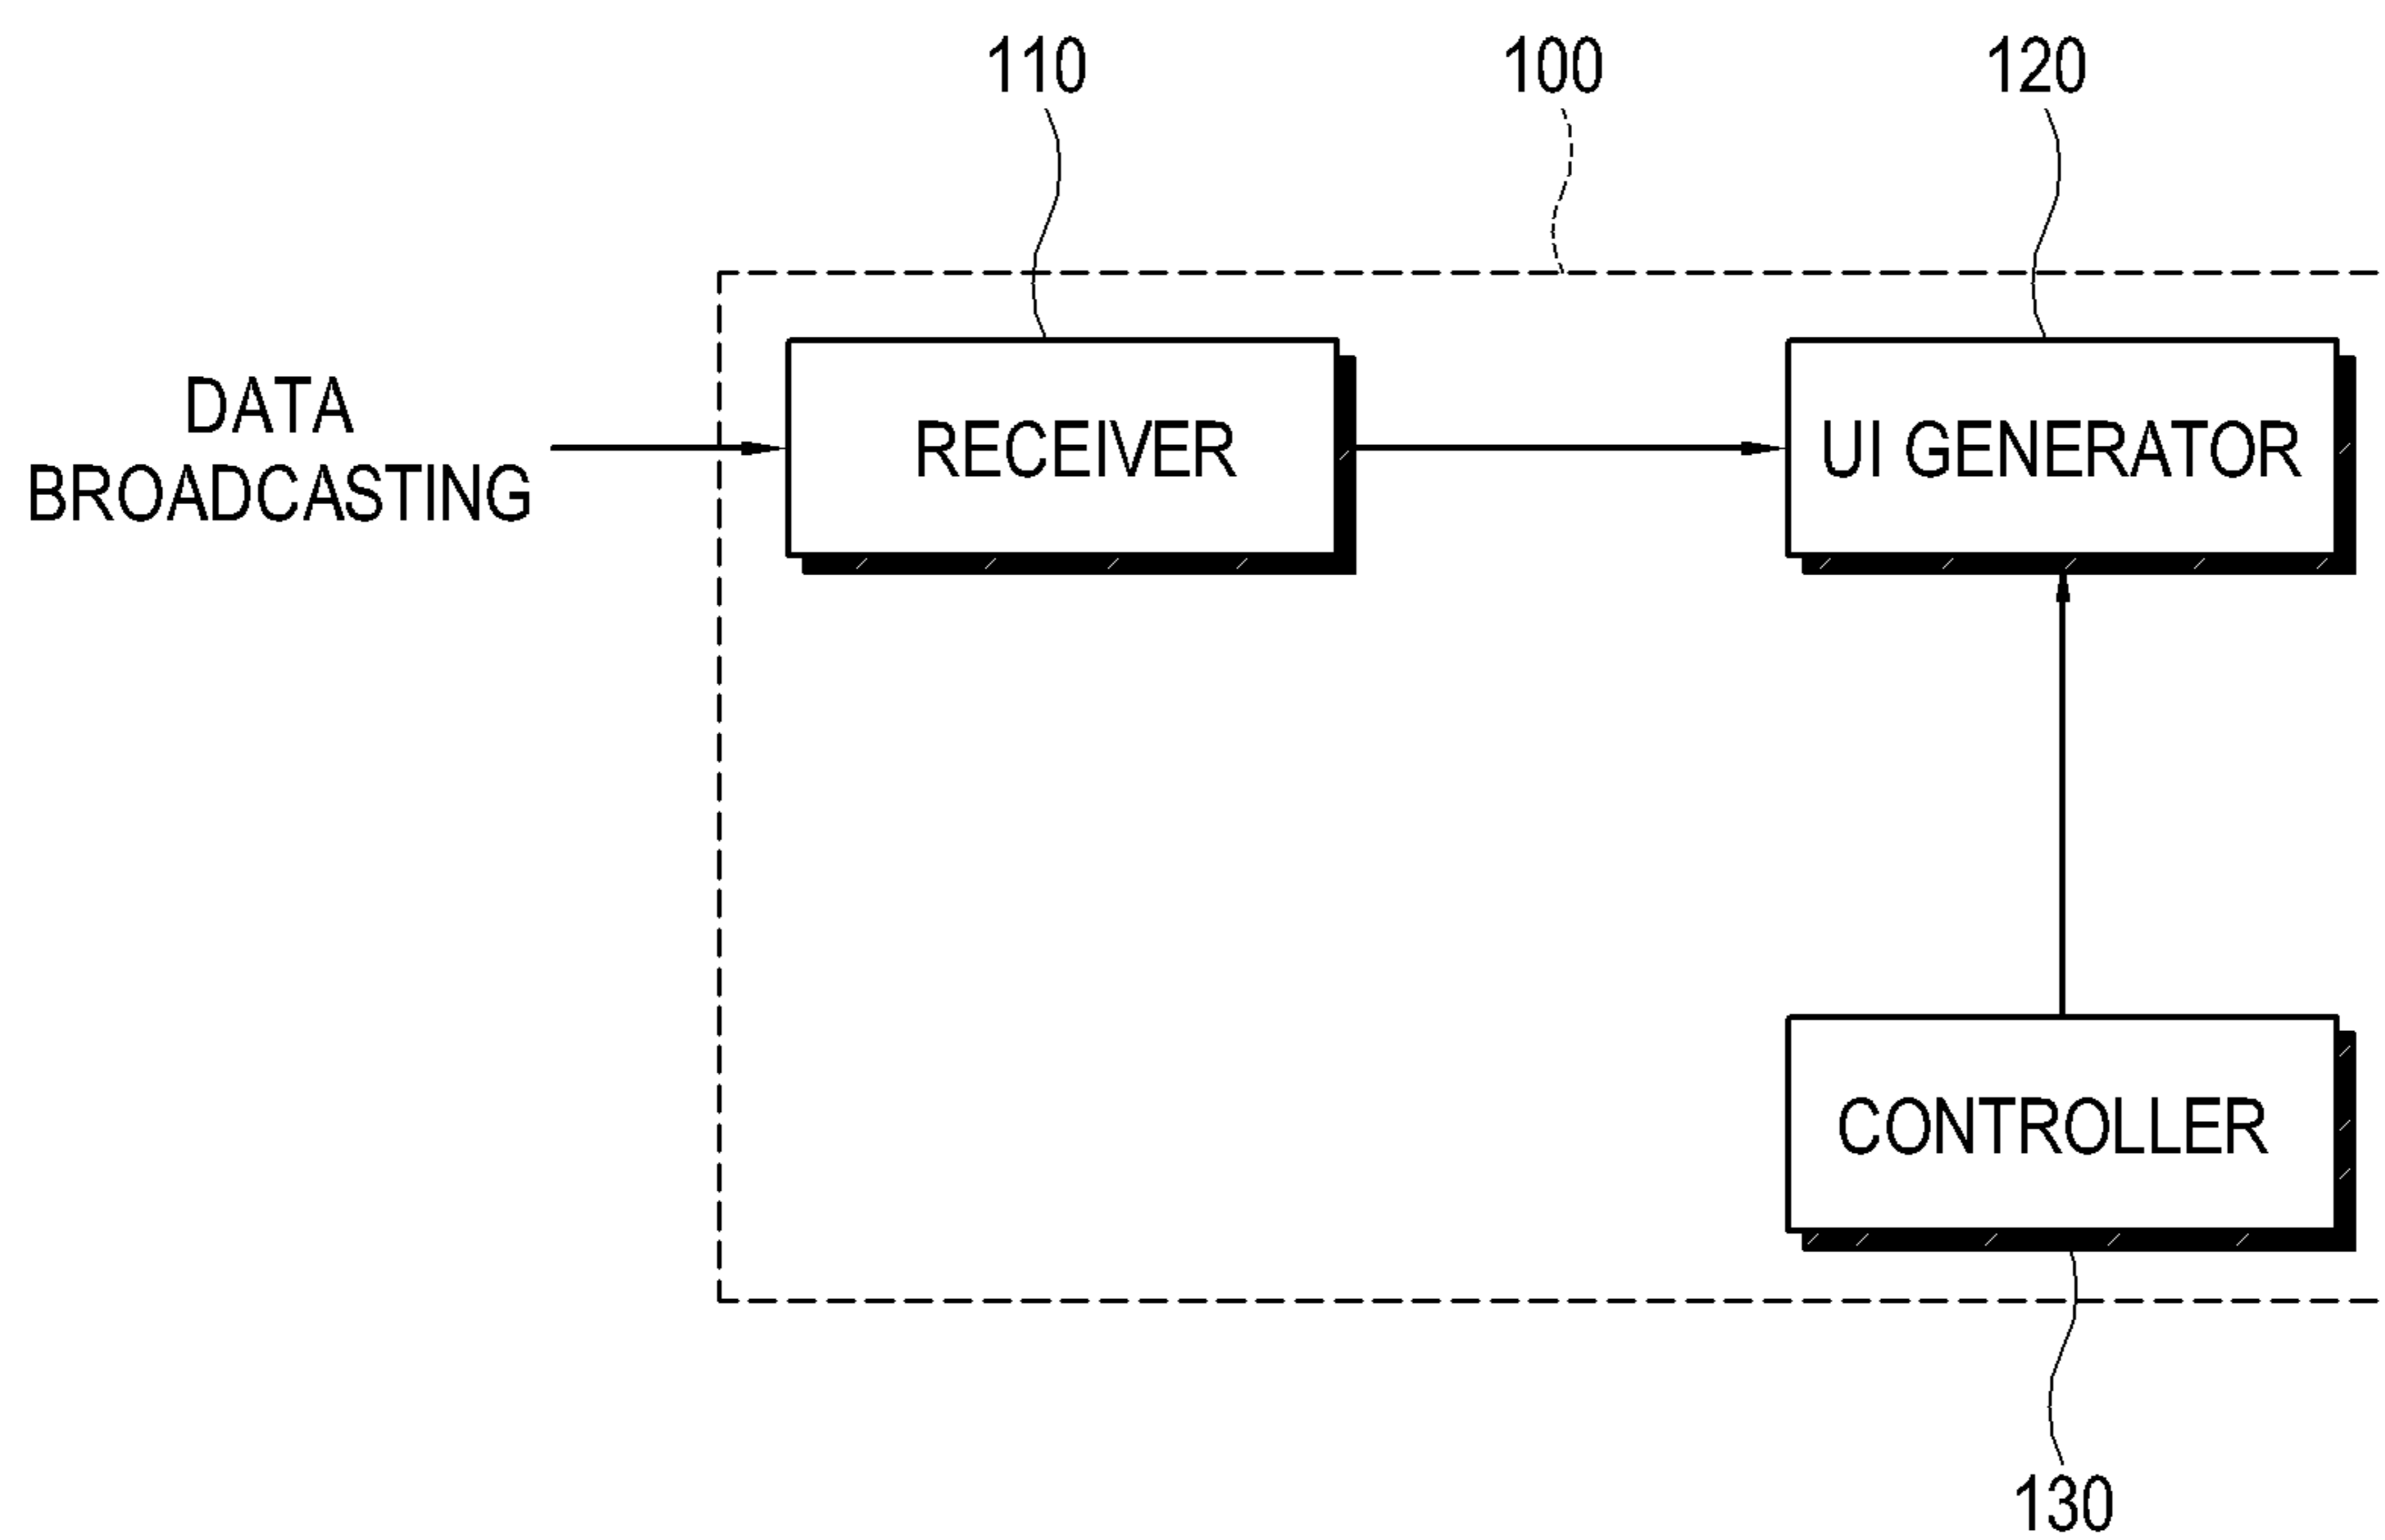 110
100
120
DATA
BROADCASTING
RECEIVER
UI GENERATOR
CONTROLLER
130